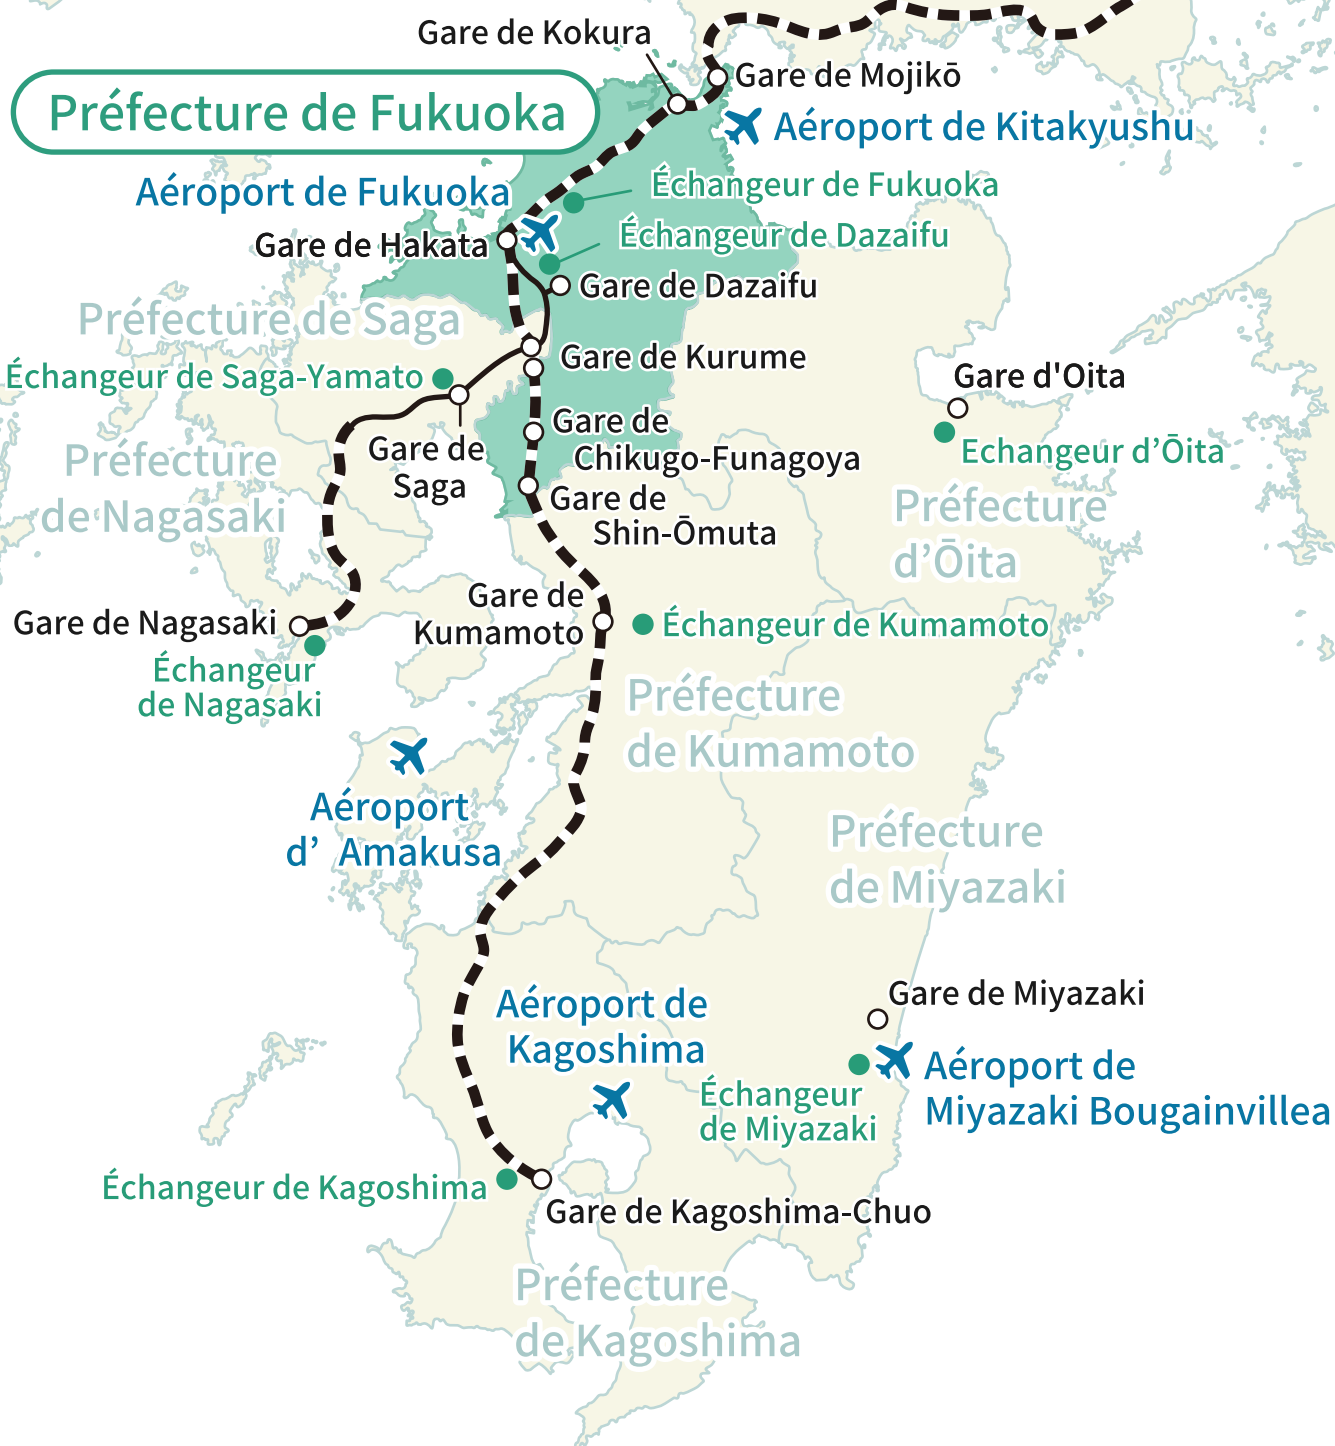 Gare de Kokura
Gare de Mojikō
Préfecture de Fukuoka
Aéroport de Kitakyushu
Aéroport de Fukuoka
Échangeur de Fukuoka
Échangeur de Dazaifu
Gare de Hakata
Gare de Dazaifu
Préfecture de Saga
Gare de Kurume
Échangeur de Saga-Yamato
Gare d'Oita
Gare de
Chikugo-Funagoya
Gare de
Saga
Echangeur d’Ōita
Préfecture
de Nagasaki
Gare de
Shin-Ōmuta
Préfecture
d’Ōita
Gare de
Kumamoto
Gare de Nagasaki
Échangeur de Kumamoto
Échangeur
de Nagasaki
Préfecture
de Kumamoto
Aéroport
d’ Amakusa
Préfecture
de Miyazaki
Gare de Miyazaki
Aéroport de
Kagoshima
Aéroport de
Miyazaki Bougainvillea
Échangeur
de Miyazaki
Échangeur de Kagoshima
Gare de Kagoshima-Chuo
Préfecture
de Kagoshima